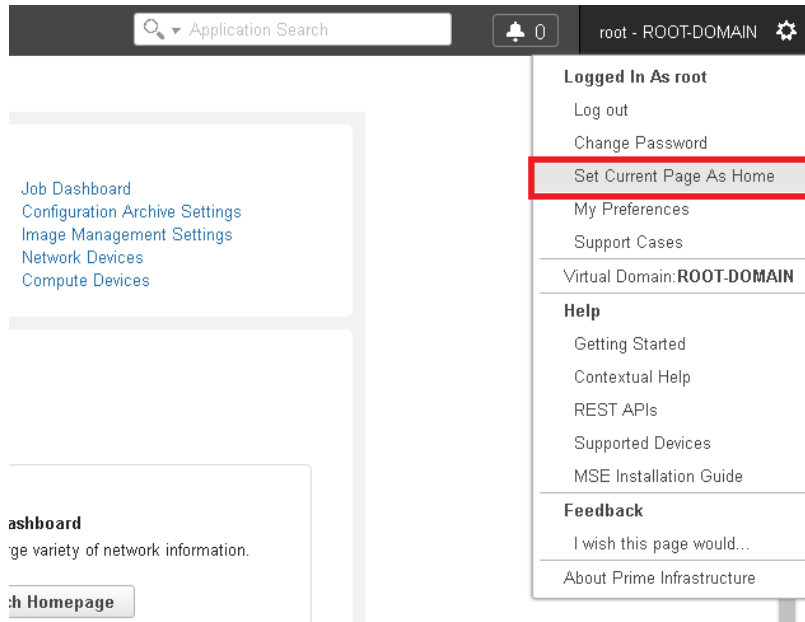 Application Search
0
root - ROOT-DOMAIN
Logged In As root
Log out
Change Password
Set Current Page As Home
My Preferences
Support Cases
Virtual Domain:ROOT-DOMAIN
Help
Getting Started
Contextual Help
REST APIs
Supported Devices
MSE Installation Guide
Feedback
I wish this page would...
About Prime Infrastructure
Job Dashboard
Configuration Archive Settings
Image Management Settings
Network Devices
Compute Devices
ashboard
rge variety of network information.
ch Homepage